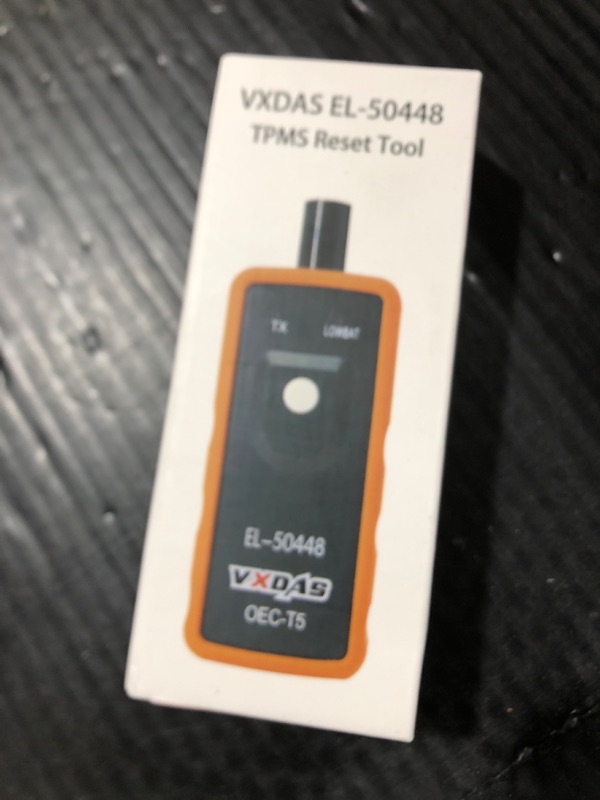 VXDAS EL-50448
TPMS Reset Tool
TX LOWBAT
EL-50448
VXDAS
OEC-T5